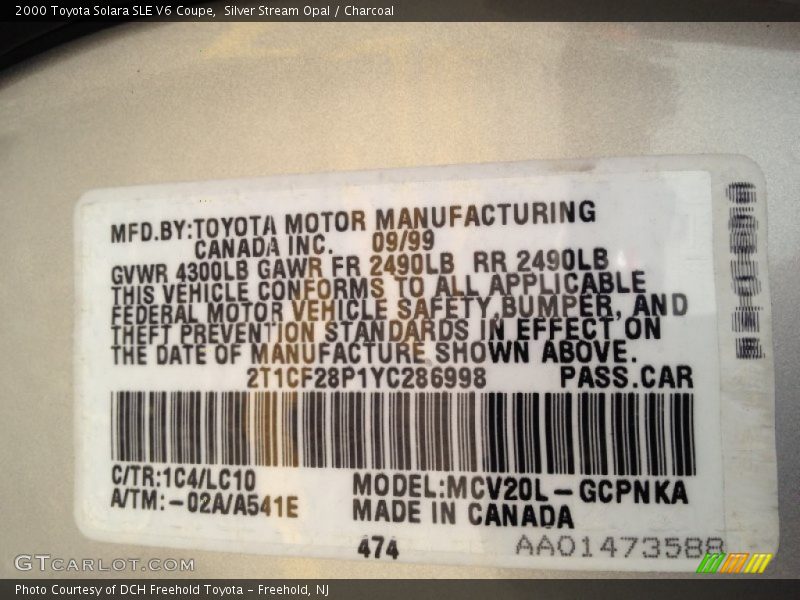 2000 Toyota Solara SLE V6 Coupe,  Silver Stream Opal / Charcoal
MFD.BY:TOYOTA MOTOR MANUFACTURING
CANADA INC.    09/99
GVWR 4300LB GAWR FR 2490LB  RR 2490LB
THIS VEHICLE CONFORMS TO ALL APPLICABLE
FEDERAL MOTOR VEHICLE SAFETY,BUMPER, AND
THEFT PREVENTION STANDARDS IN EFFECT ON
THE DATE OF MANUFACTURE SHOWN ABOVE.
2T1CF28P1YC286998    PASS.CAR
C/TR:1C4/LC10    MODEL:MCV20L-GCPNKA
A/TM:-02A/A541E    MADE IN CANADA
474    AA01473588
GTCARLOT.COM
Photo Courtesy of DCH Freehold Toyota - Freehold, NJ